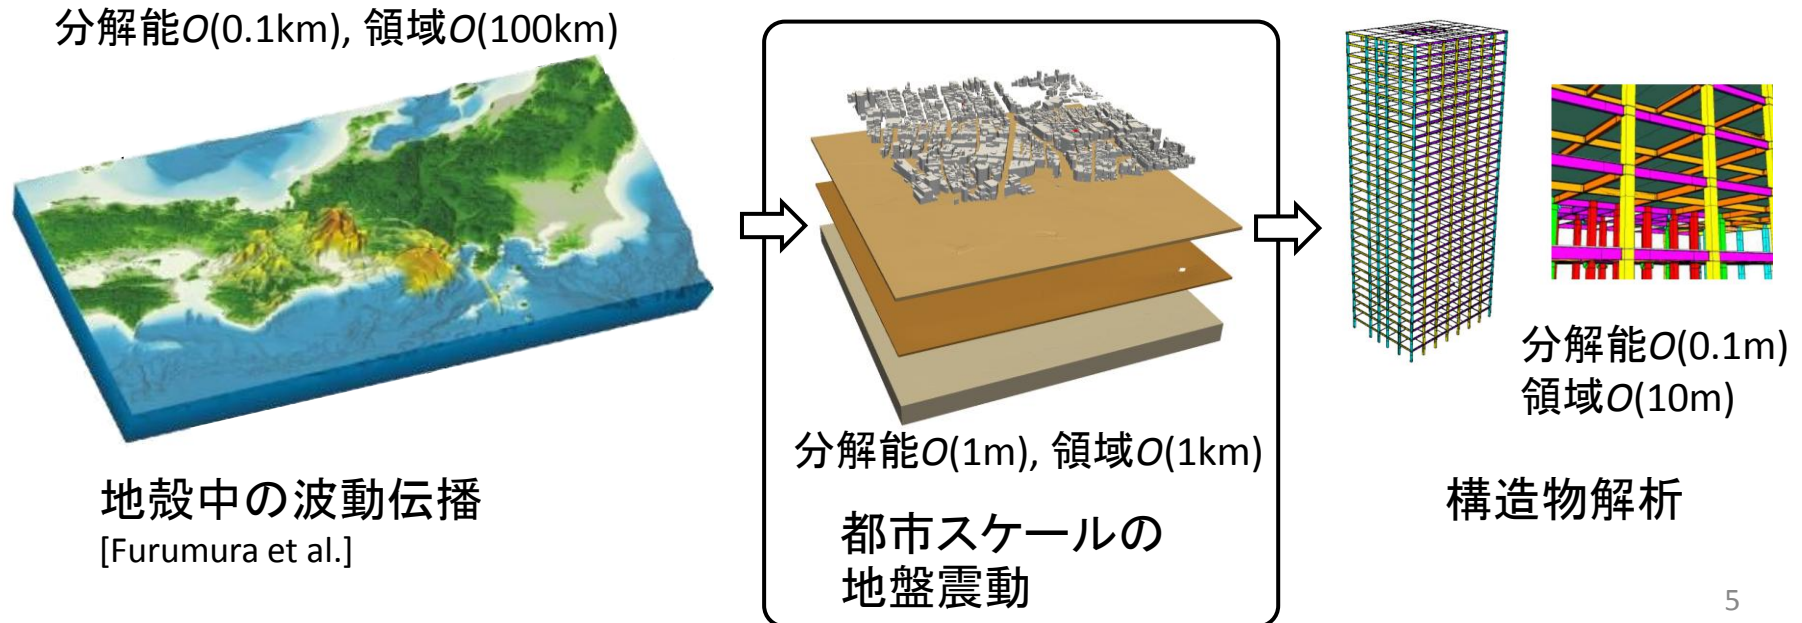 分解能O(0.1km), 領域O(100km)
地殻中の波動伝播
[Furumura et al.]
分解能O(1m), 領域O(1km)
都市スケールの
地盤震動
分解能O(0.1m)
領域O(10m)
構造物解析
5